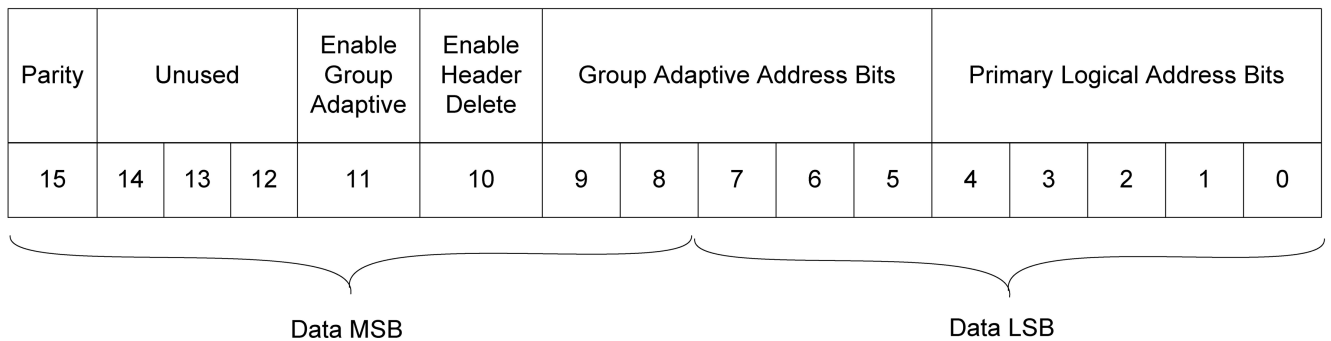 Parity
Unused
Enable
Group
Adaptive
Enable
Header
Delete
Group Adaptive Address Bits
Primary Logical Address Bits
15 14 13 12 11 10 9 8 7 6 5 4 3 2 1 0
Data MSB
Data LSB